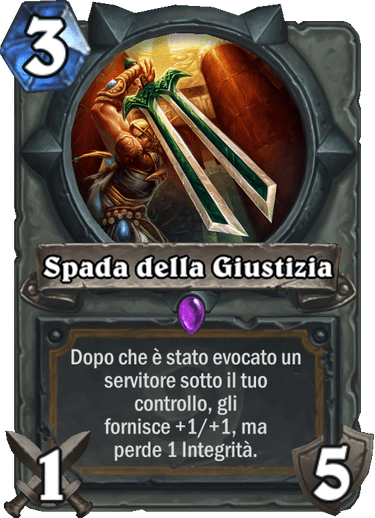 3
Spada della Giustizia
Dopo che è stato evocato un
servitore sotto il tuo
controllo, gli
fornisce +1/+1, ma
perde 1 Integrità.
1
5